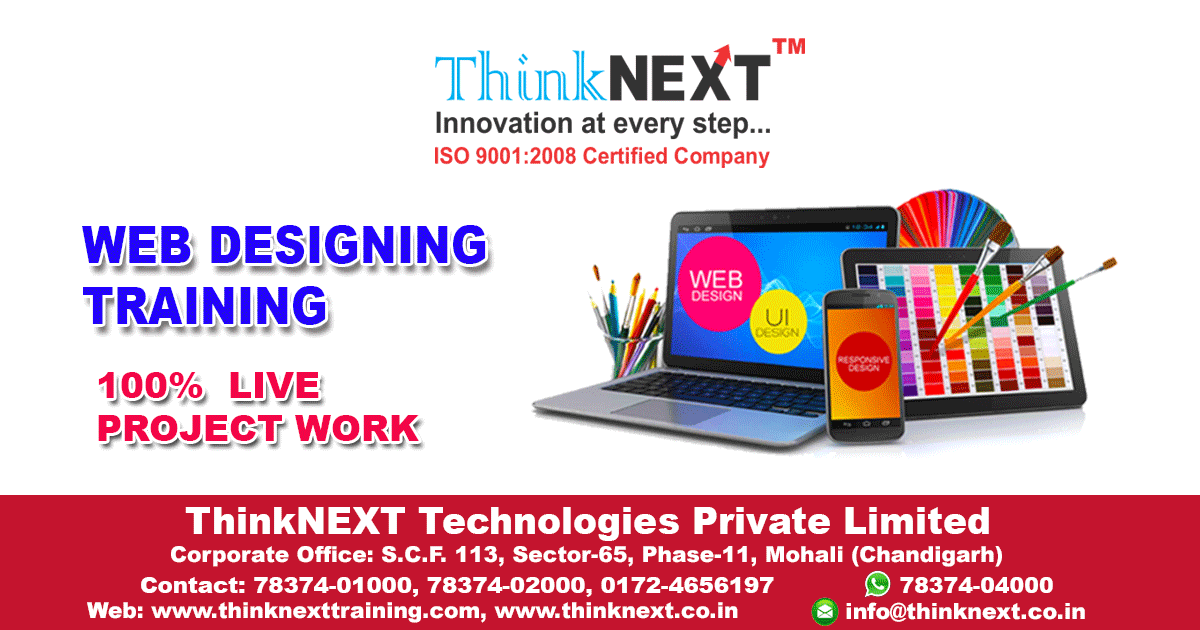 ThinkNEXT™
Innovation at every step...
ISO 9001:2008 Certified Company
WEB DESIGNING
TRAINING
100% LIVE
PROJECT WORK
WEB
DESIGN
UI
DESIGN
RESPONSIVE
DESIGN
ThinkNEXT Technologies Private Limited
Corporate Office: S.C.F. 113, Sector-65, Phase-11, Mohali (Chandigarh)
Contact: 78374-01000, 78374-02000, 0172-4656197 78374-04000
Web: www.thinknexttraining.com, www.thinknext.co.in info@thinknext.co.in